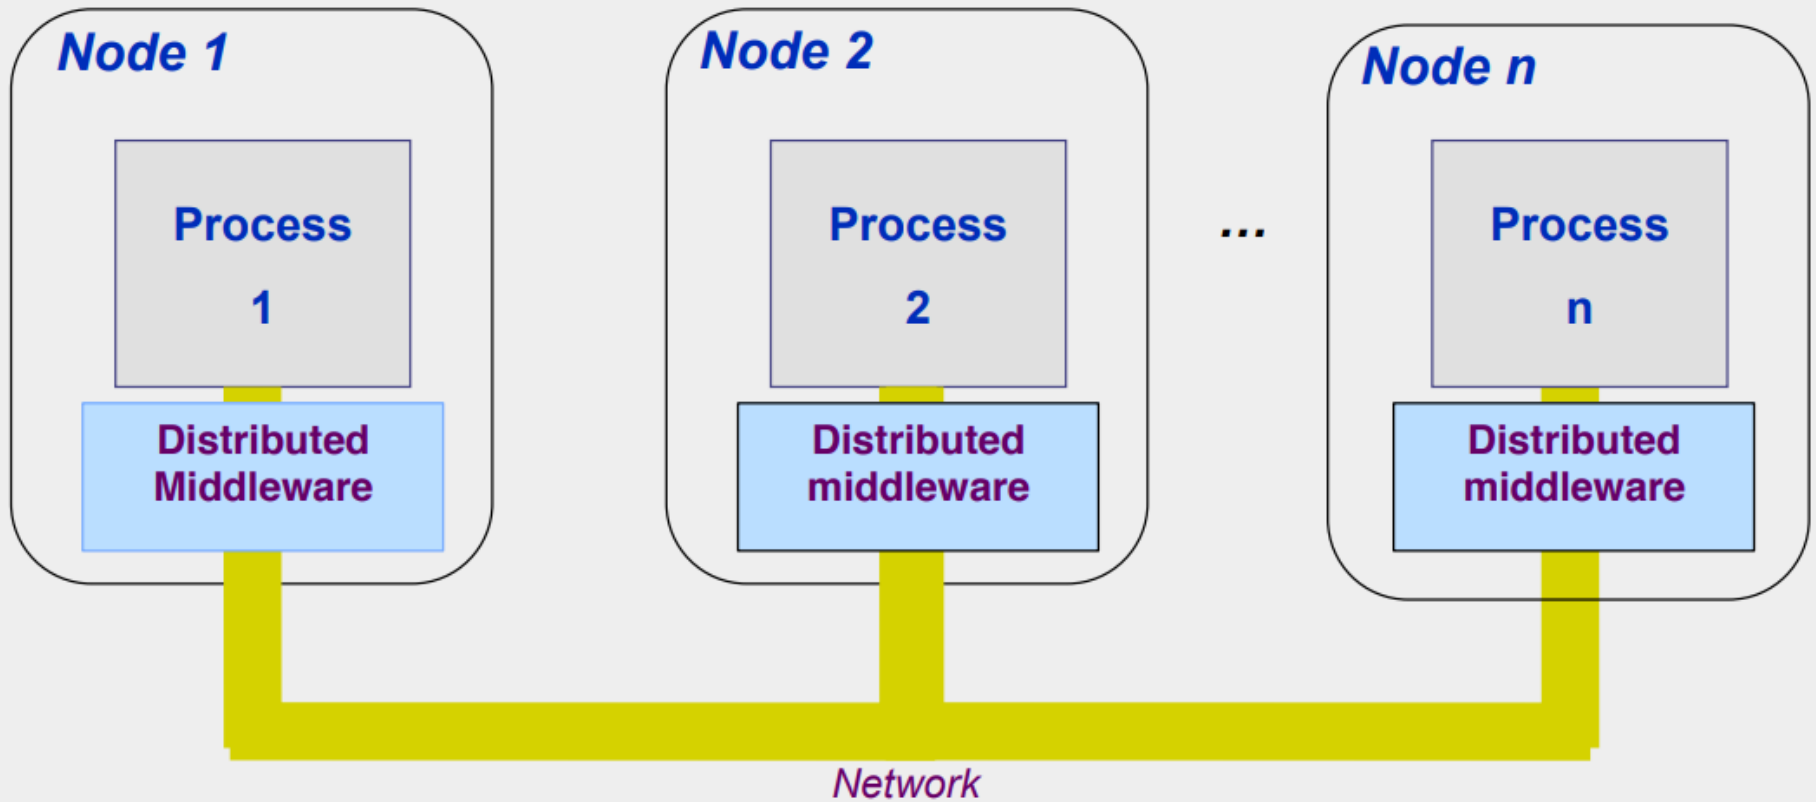 Node 1
Process
1
Distributed
Middleware
Node 2
Process
2
Distributed
middleware
...
Node n
Process
n
Distributed
middleware
Network